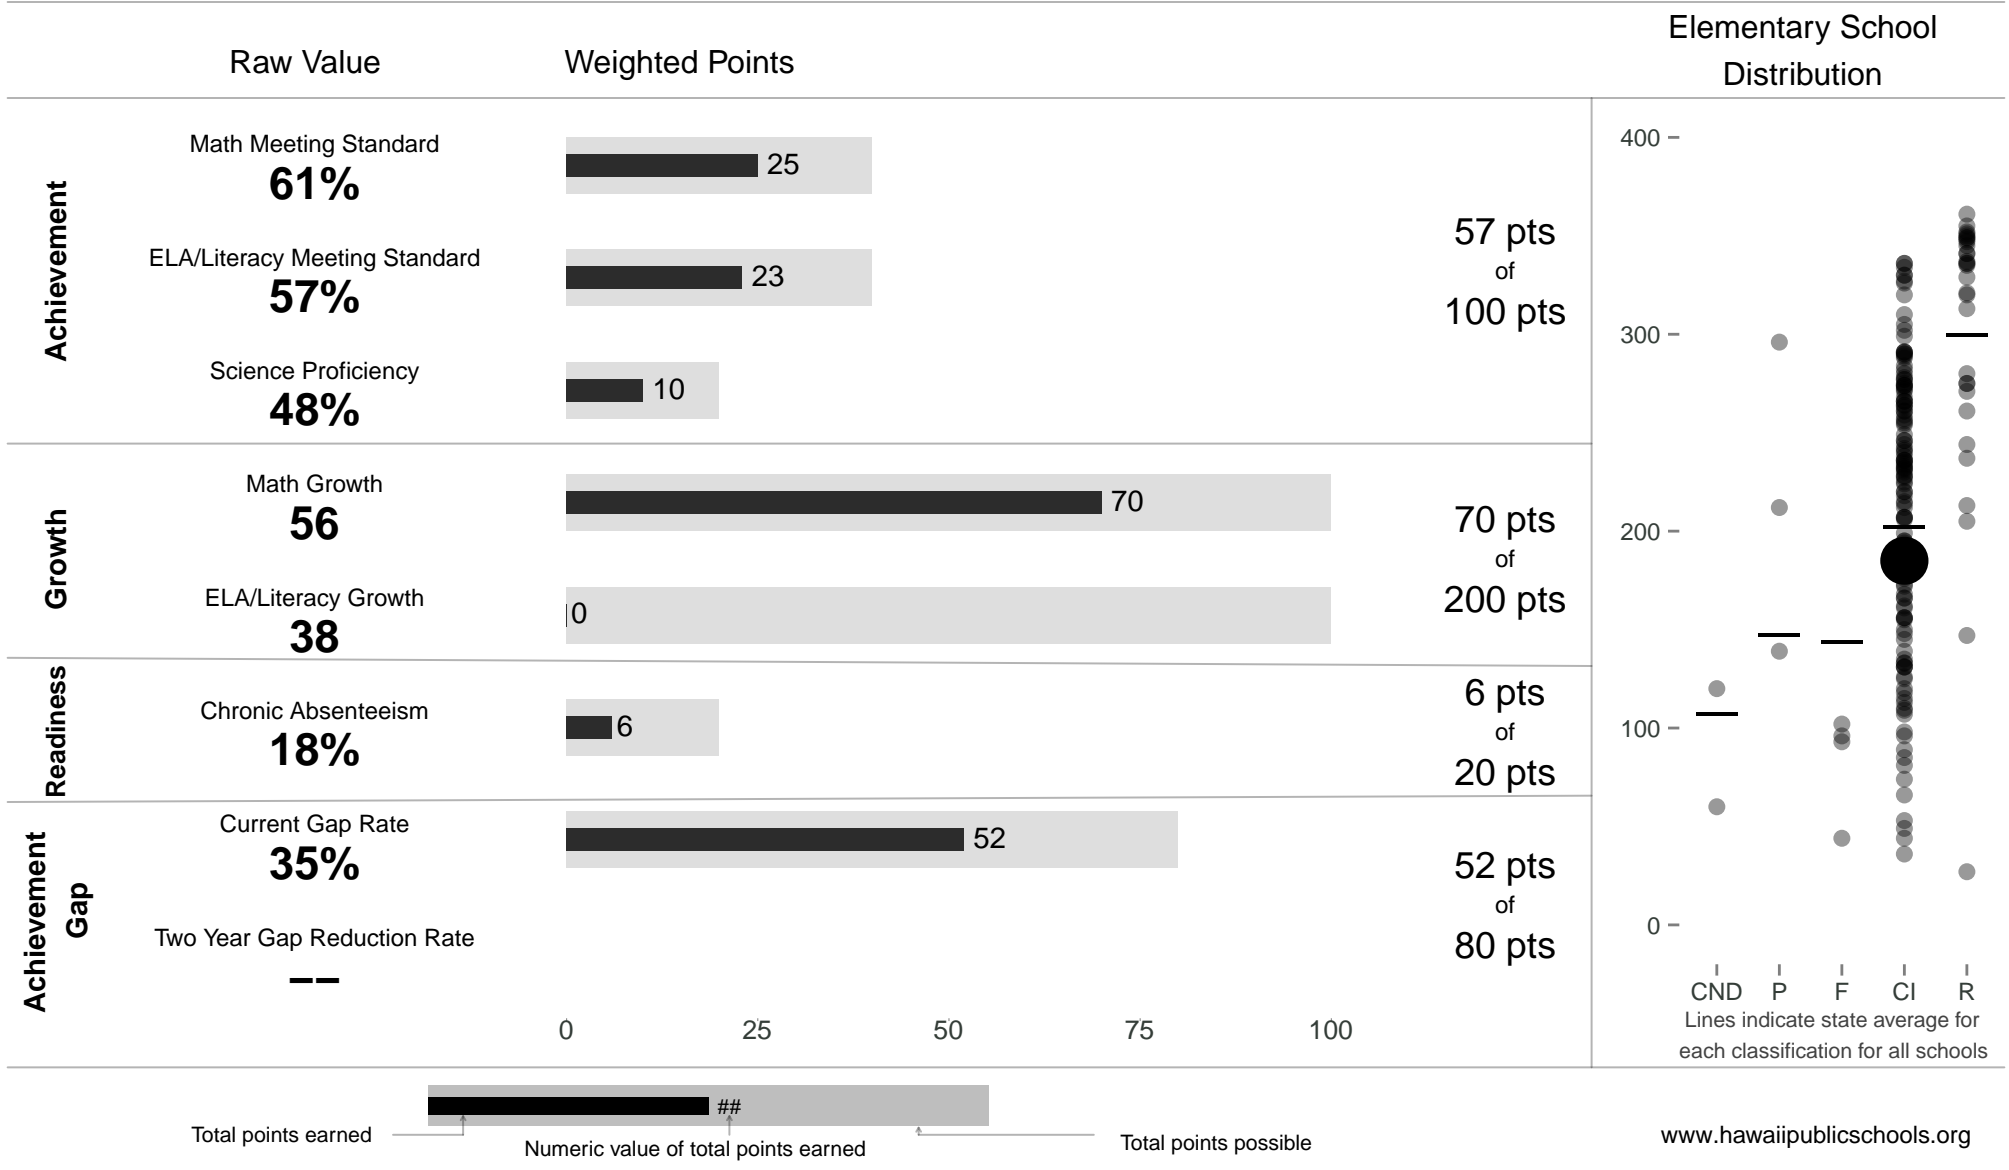 Raw Value
Weighted Points
Elementary School
Distribution
Achievement
Math Meeting Standard
61%
25
ELA/Literacy Meeting Standard
57%
23
Science Proficiency
48%
10
57 pts
of
100 pts
Growth
Math Growth
56
70
ELA/Literacy Growth
38
0
70 pts
of
200 pts
Readiness
Chronic Absenteeism
18%
6
6 pts
of
20 pts
Achievement
Gap
Current Gap Rate
35%
52
Two Year Gap Reduction Rate
--
52 pts
of
80 pts
0 25 50 75 100
400
300
200
100
0
CND P F CI R
Lines indicate state average for
each classification for all schools
##
Total points earned
Numeric value of total points earned
Total points possible
www.hawaiipublicschools.org